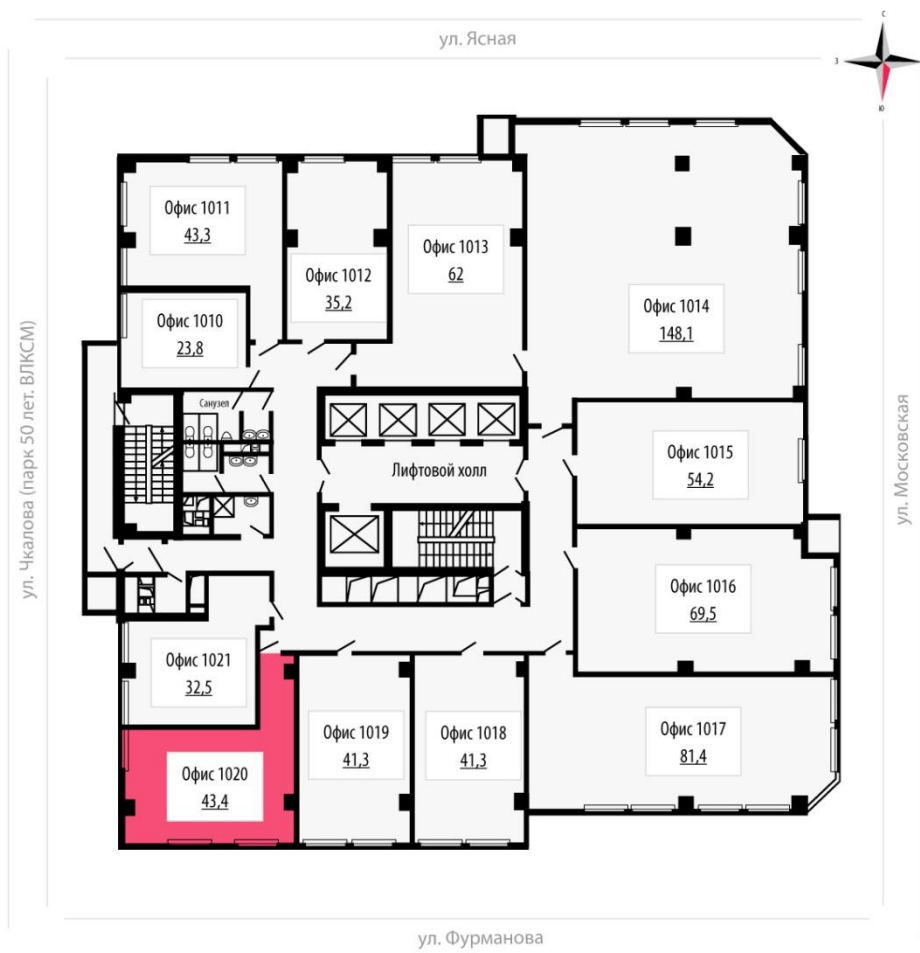 ул. Ясная
С
З
Ю
Офис 1011
43,3
Офис 1012
35,2
Офис 1013
62
Офис 1014
148,1
Офис 1010
23,8
Санузел
Лифтовой холл
Офис 1015
54,2
Офис 1016
69,5
Офис 1021
32,5
Офис 1020
43,4
Офис 1019
41,3
Офис 1018
41,3
Офис 1017
81,4
ул. Чкалова (парк 50 лет. ВЛКСМ)
ул. Московская
ул. Фурманова